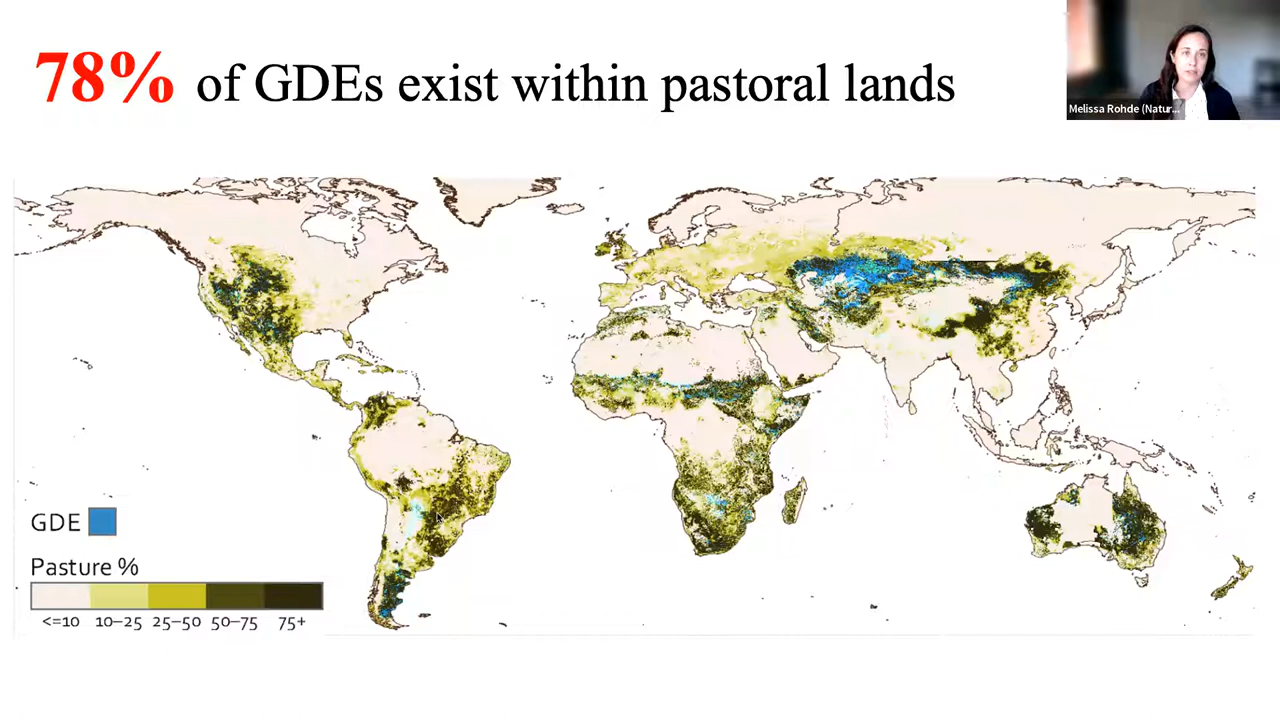 78% of GDEs exist within pastoral lands
Melissa Rohde (Natur...
GDE
Pasture %
<=10 10–25 25–50 50–75 75+